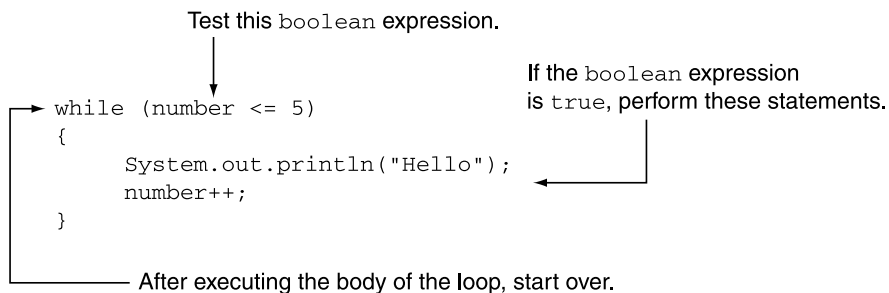 Test this boolean expression.
If the boolean expression
is true, perform these statements.
while (number <= 5)
{
System.out.println("Hello");
number++;
}
After executing the body of the loop, start over.